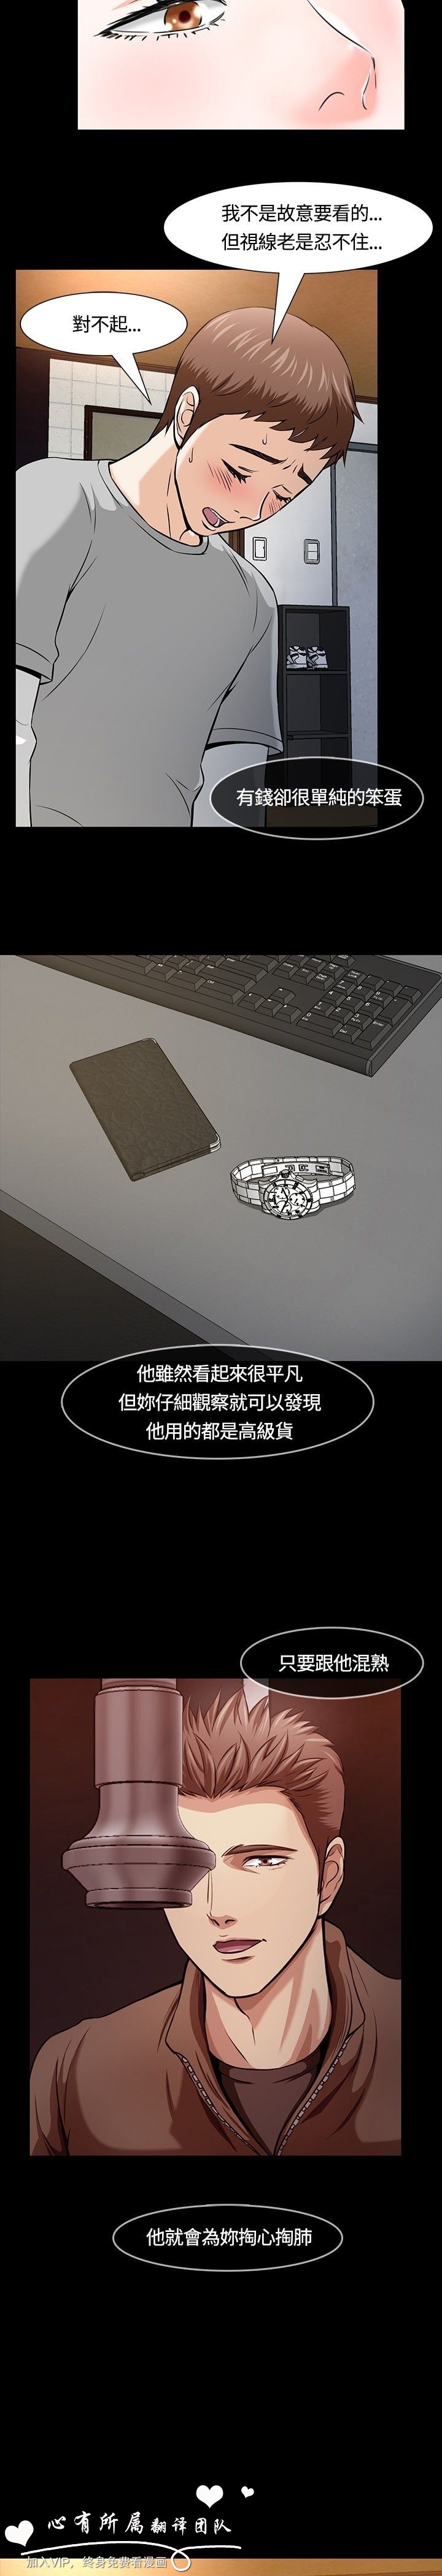 我不是故意要看的...
但視線老是忍不住...
對不起...
有錢卻很單純的笨蛋
他雖然看起來很平凡
但妳仔細觀察就可以發現
他用的都是高級貨
只要跟他混熟
他就會為妳掏心掏肺
心有所属翻译团队
加入VIP，终身免费看漫画